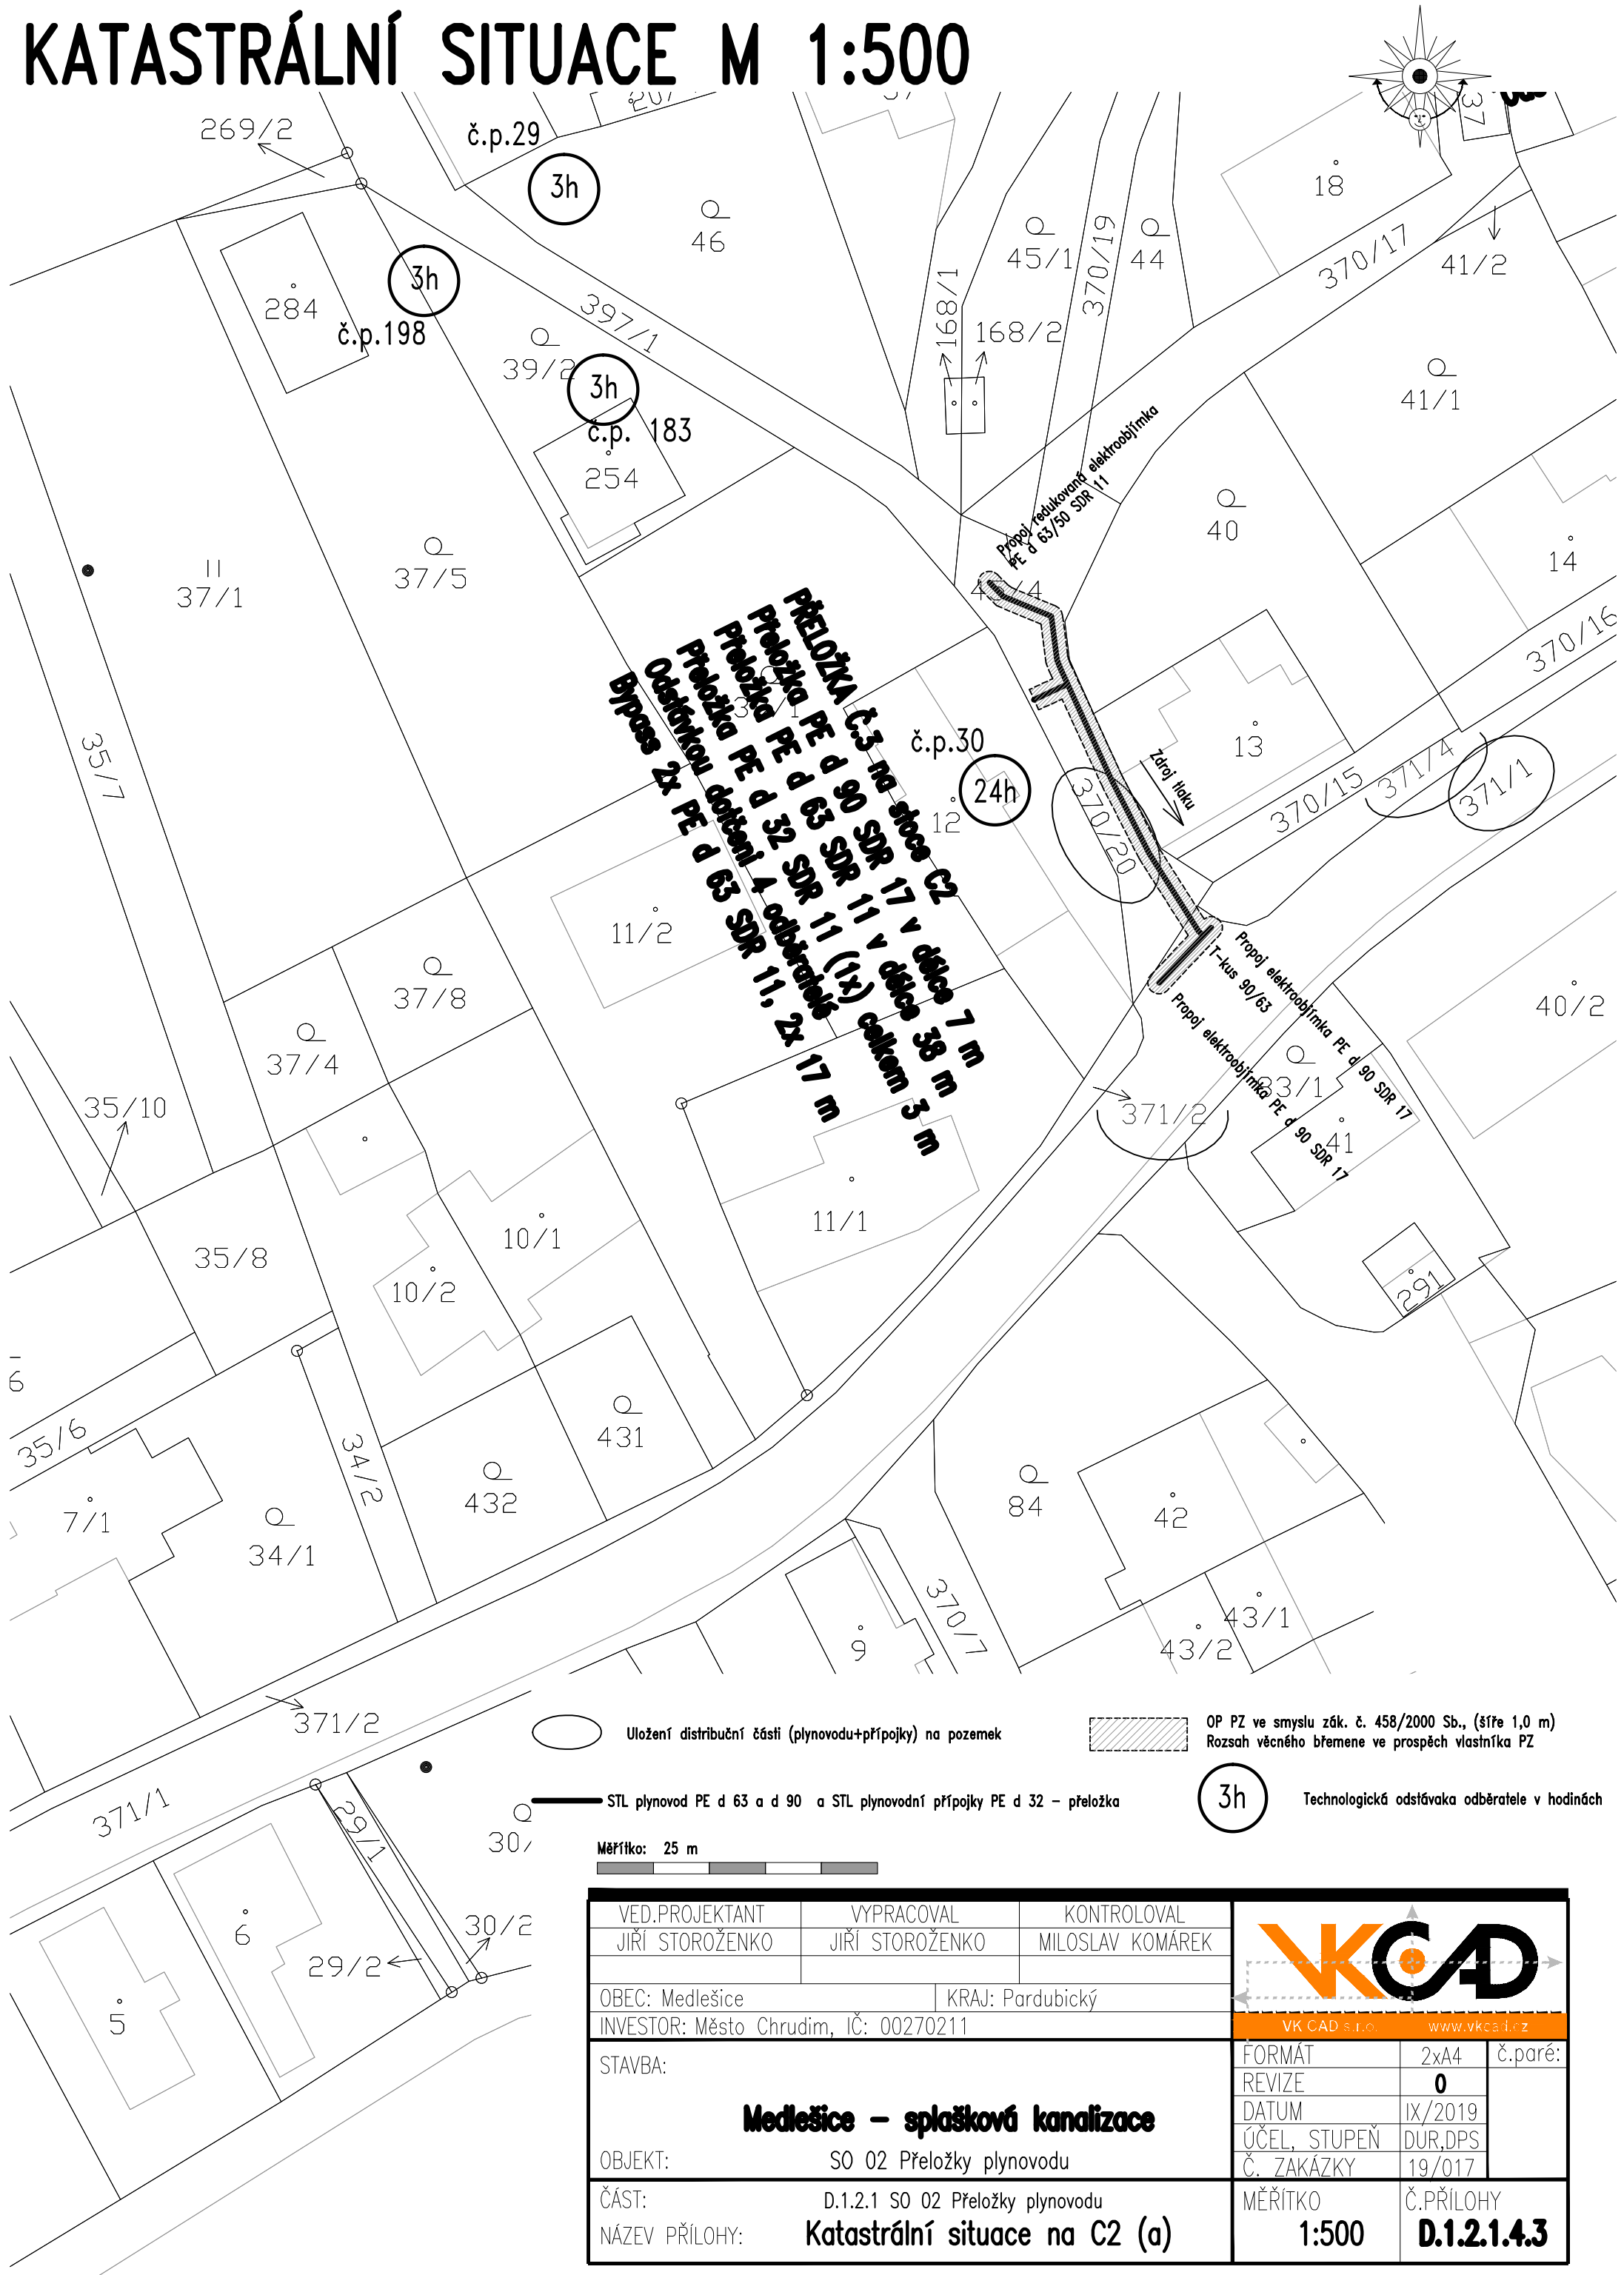 KATASTRÁLNÍ SITUACE M 1:500
269/2
č.p.29
3h
46
45/1
370/19
44
18
370/17
41/2
37
3h
284
č.p.198
397/1
168/1
168/2
39/2
3h
č.p. 183
254
41/1
Propoj redukovaná elektroobjímka
PE d 63/50 SDR 11
40
14
37/1
37/5
370/16
PŘELOŽKA Č.3 na stoce C2
Přeložka PE d 90 SDR 17 v délce 7 m
Přeložka PE d 63 SDR 11 v délce 38 m
Přeložka PE d 32 SDR 11 (1x) celkem 3 m
Odstávkou dotčení 4 odběratelé
Bypass 2x PE d 63 SDR 11, 2x 17 m
č.p.30
24h
12
13
Zdroj tlaku
35/7
370/20
370/15
371/4
371/1
11/2
37/8
37/4
Propoj elektroobjímka PE d 90 SDR 17
T-kus 90/63
Propoj elektroobjímka PE d 90 SDR 17
40/2
35/10
371/2
83/1
41
11/1
10/1
35/8
10/2
291
6
35/6
34/2
431
432
7/1
34/1
84
42
370/7
9
43/1
43/2
371/2
Uložení distribuční části (plynovodu+přípojky) na pozemek
OP PZ ve smyslu zák. č. 458/2000 Sb., (šíře 1,0 m)
Rozsah věcného břemene ve prospěch vlastníka PZ
371/1
29/1
30/
STL plynovod PE d 63 a d 90 a STL plynovodní přípojky PE d 32 - přeložka
3h
Technologická odstávaka odběratele v hodinách
Měřítko: 25 m
6
30/2
29/2
5
VED.PROJEKTANT
VYPRACOVAL
KONTROLOVAL
JIŘÍ STOROŽENKO
JIŘÍ STOROŽENKO
MILOSLAV KOMÁREK
VKCAD
OBEC: Medlešice
KRAJ: Pardubický
INVESTOR: Město Chrudim, IČ: 00270211
VK CAD s.r.o.
www.vkcad.cz
STAVBA:
Medlešice - splašková kanalizace
OBJEKT:
SO 02 Přeložky plynovodu
FORMÁT
2xA4
č.paré:
REVIZE
0
DATUM
IX/2019
ÚČEL, STUPEŇ
DUR,DPS
Č. ZAKÁZKY
19/017
ČÁST:
D.1.2.1 SO 02 Přeložky plynovodu
NÁZEV PŘÍLOHY:
Katastrální situace na C2 (a)
MĚŘÍTKO
1:500
Č.PŘÍLOHY
D.1.2.1.4.3